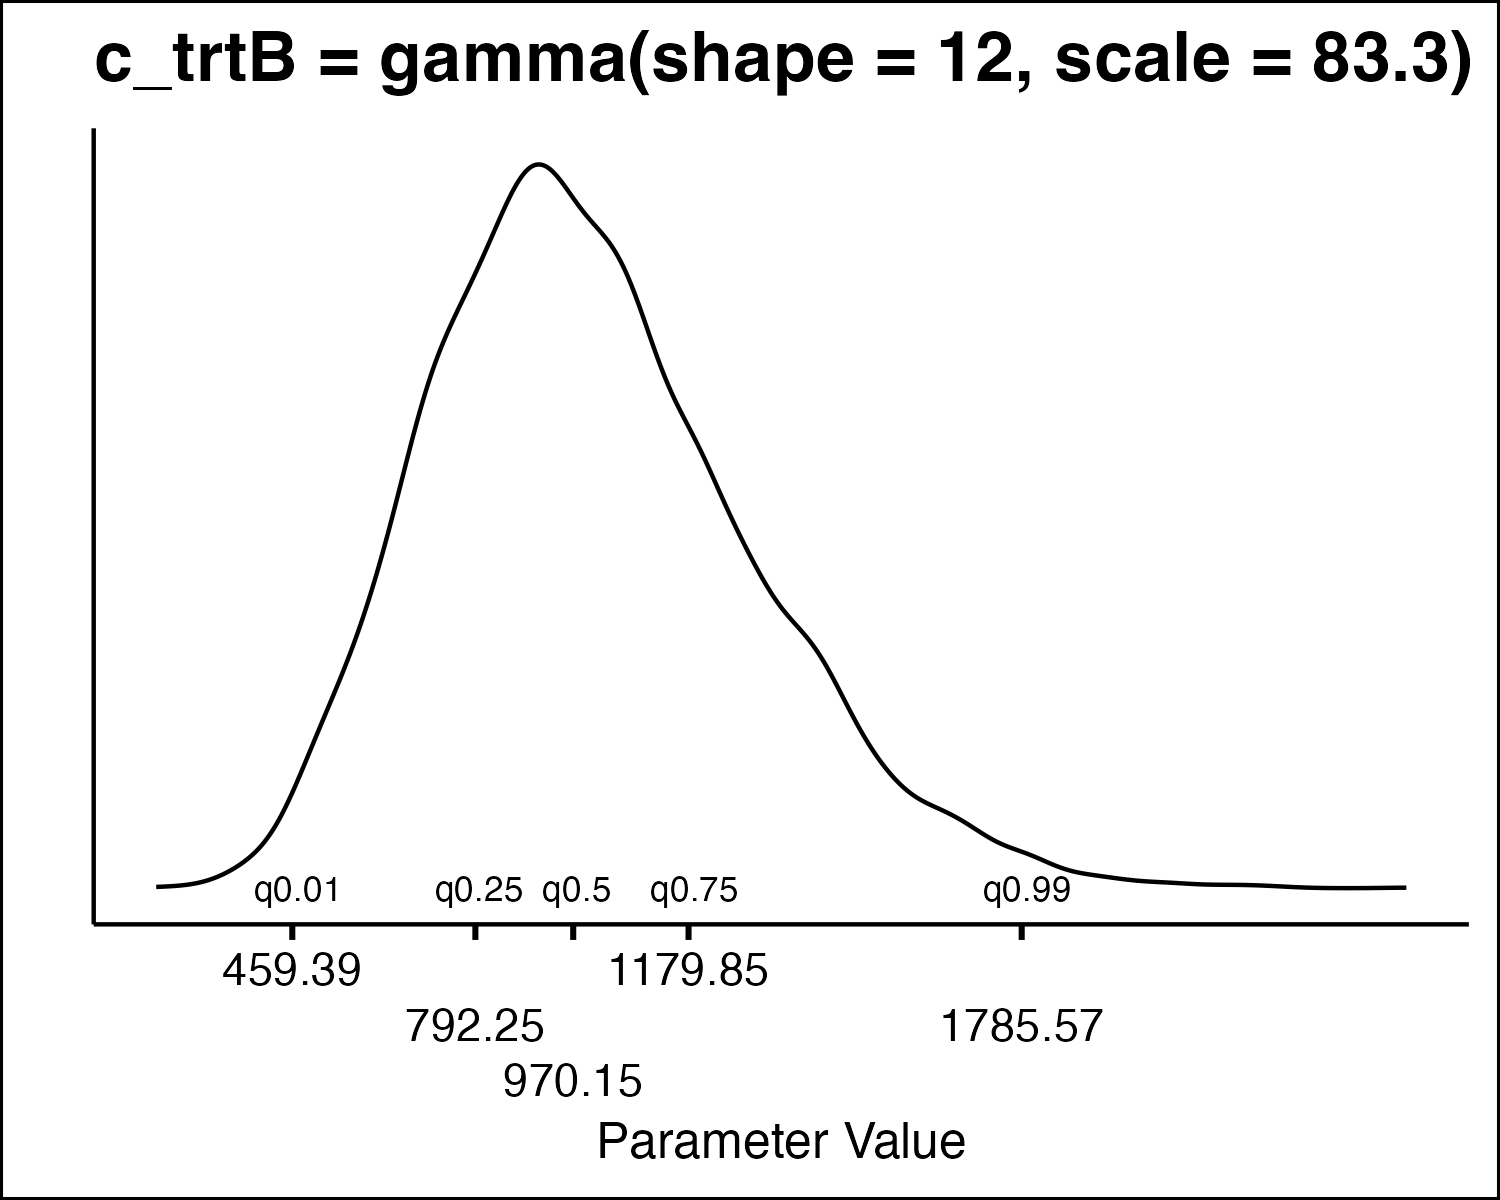 c_trtB = gamma(shape = 12, scale = 83.3)
q0.01 q0.25 q0.5 q0.75 q0.99
459.39 1179.85
792.25 1785.57
970.15
Parameter Value